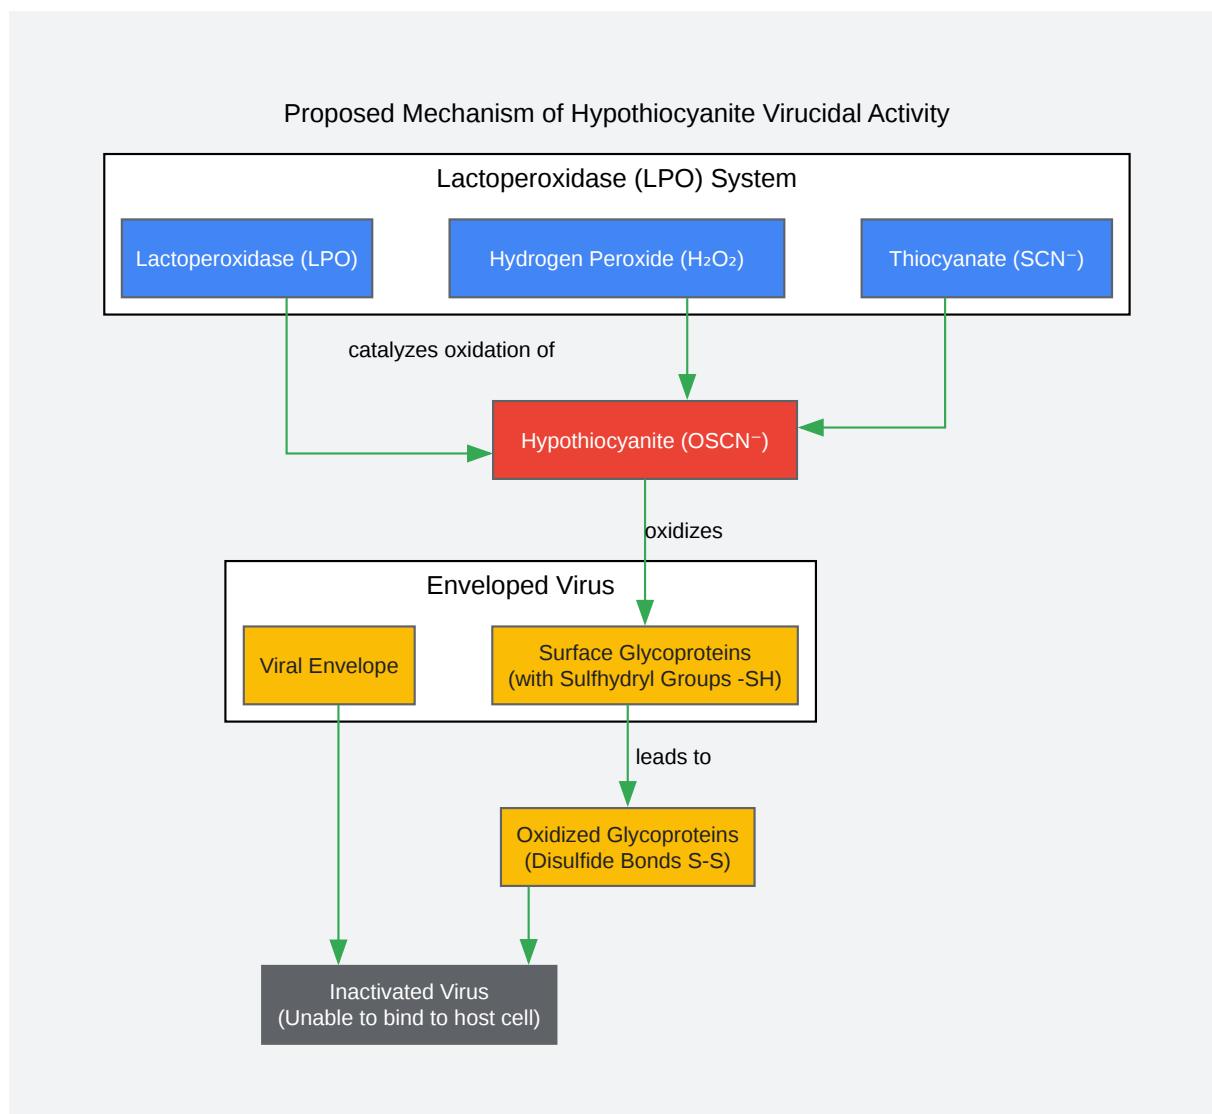 Proposed Mechanism of Hypothiocyanite Virucidal Activity
Lactoperoxidase (LPO) System
Lactoperoxidase (LPO)
Hydrogen Peroxide (H₂O₂)
Thiocyanate (SCN⁻)
catalyzes oxidation of
Hypothiocyanite (OSCN⁻)
oxidizes
Enveloped Virus
Viral Envelope
Surface Glycoproteins
(with Sulfhydryl Groups -SH)
leads to
Oxidized Glycoproteins
(Disulfide Bonds S-S)
Inactivated Virus
(Unable to bind to host cell)